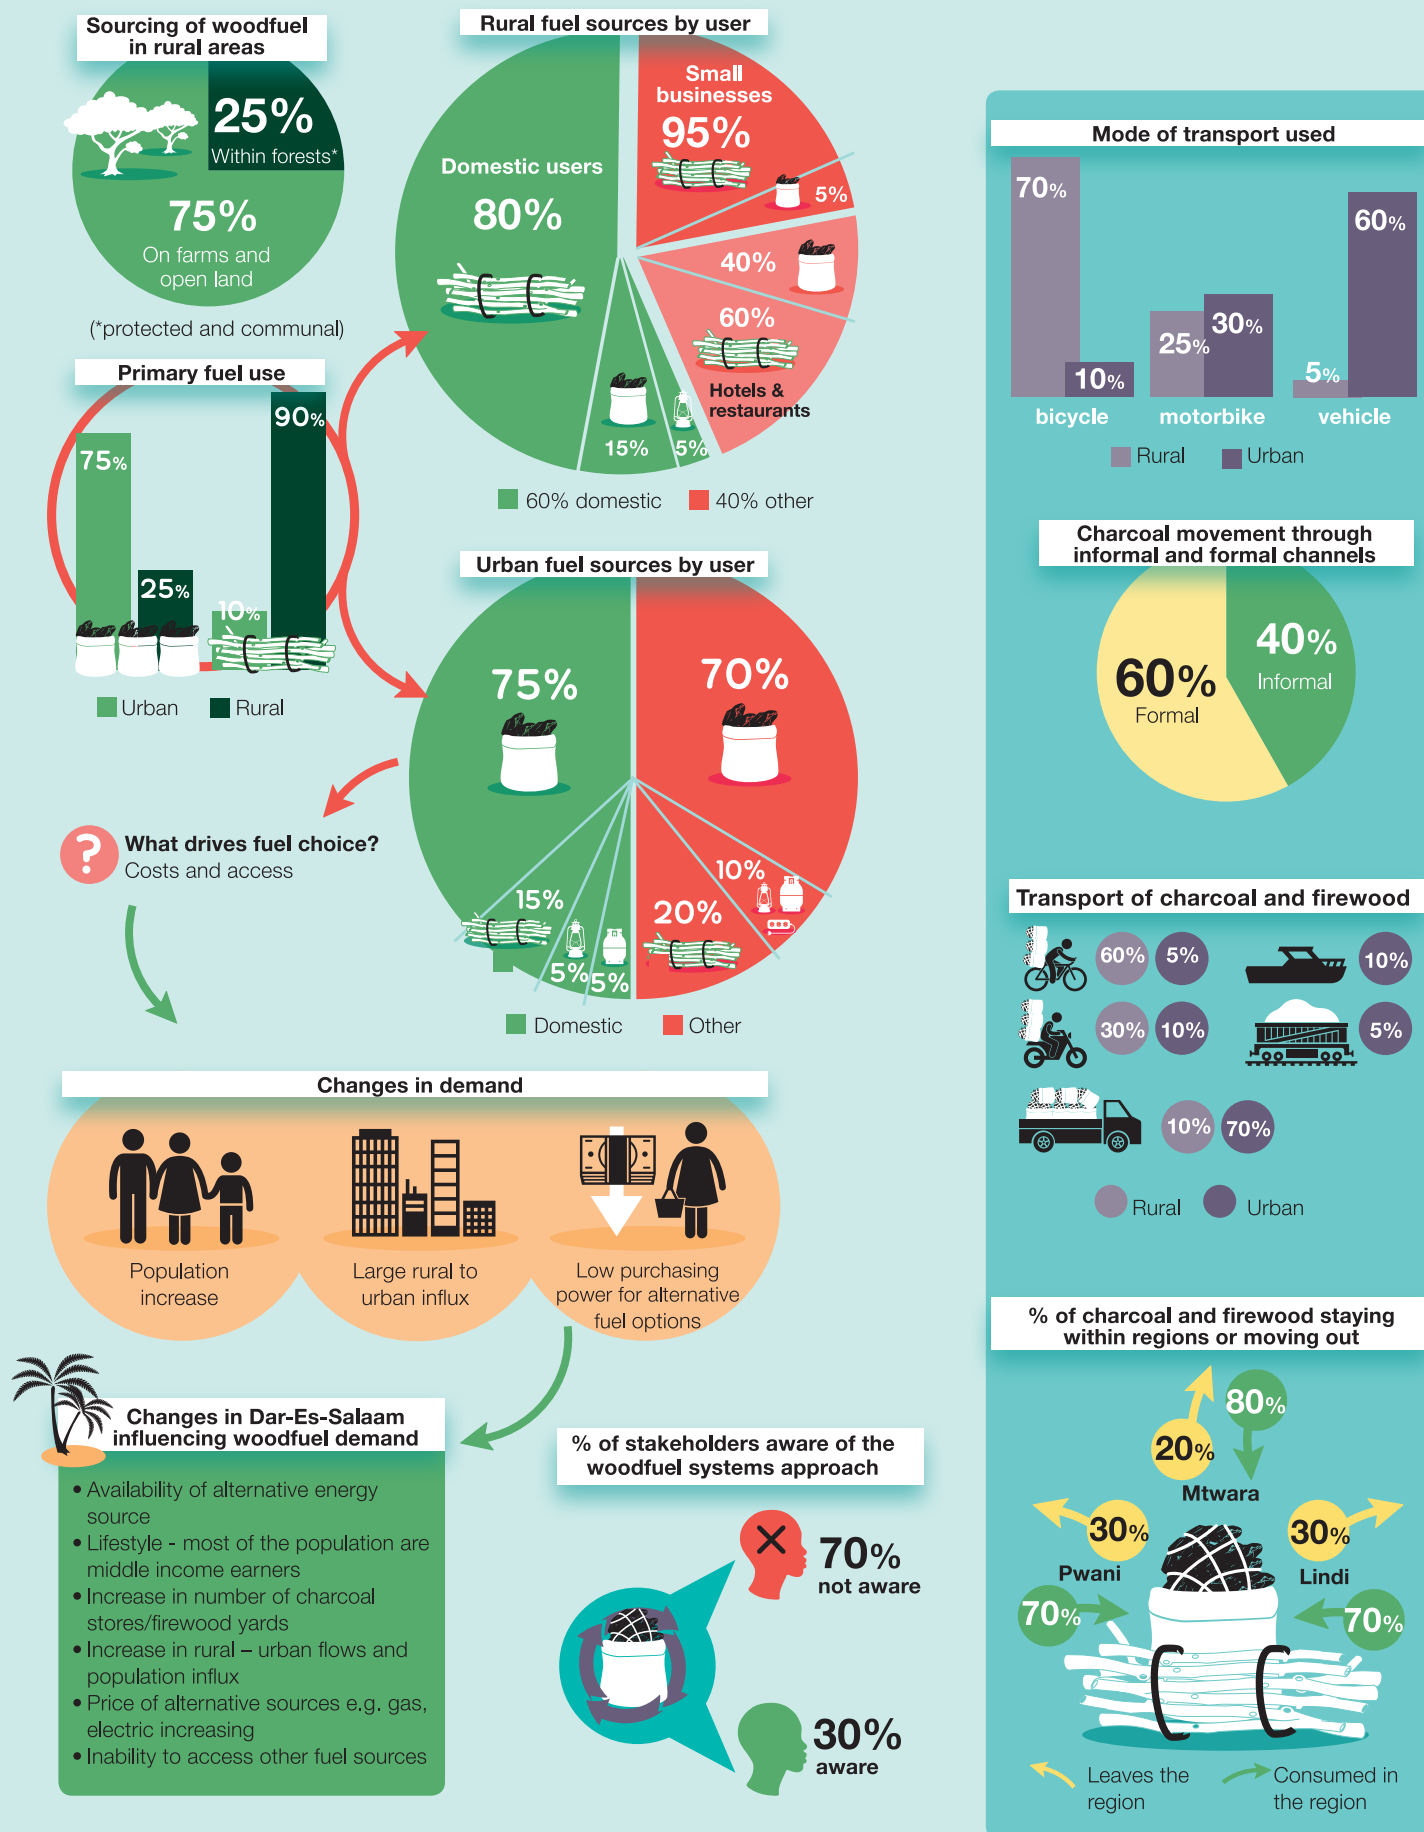 Sourcing of woodfuel
in rural areas
25%
Within forests*
75%
On farms and
open land
(*protected and communal)
Primary fuel use
75%
25%
10%
90%
Urban
Rural
Rural fuel sources by user
Domestic users
80%
15%
5%
Small
businesses
95%
5%
40%
60%
Hotels &
restaurants
60% domestic
40% other
Urban fuel sources by user
75%
15%
5%
5%
70%
10%
20%
Domestic
Other
What drives fuel choice?
Costs and access
?
Changes in demand
Population
increase
Large rural to
urban influx
Low purchasing
power for alternative
fuel options
Changes in Dar-Es-Salaam
influencing woodfuel demand
• Availability of alternative energy
source
• Lifestyle - most of the population are
middle income earners
• Increase in number of charcoal
stores/firewood yards
• Increase in rural – urban flows and
population influx
• Price of alternative sources e.g. gas,
electric increasing
• Inability to access other fuel sources
% of stakeholders aware of the
woodfuel systems approach
70%
not aware
30%
aware
Mode of transport used
70%
10%
25%
30%
5%
60%
bicycle
motorbike
vehicle
Rural
Urban
Charcoal movement through
informal and formal channels
60%
Formal
40%
Informal
Transport of charcoal and firewood
60%
5%
10%
30%
10%
5%
10%
70%
Rural
Urban
% of charcoal and firewood staying
within regions or moving out
80%
20%
Mtwara
30%
Pwani
70%
30%
Lindi
70%
Leaves the
region
Consumed in
the region